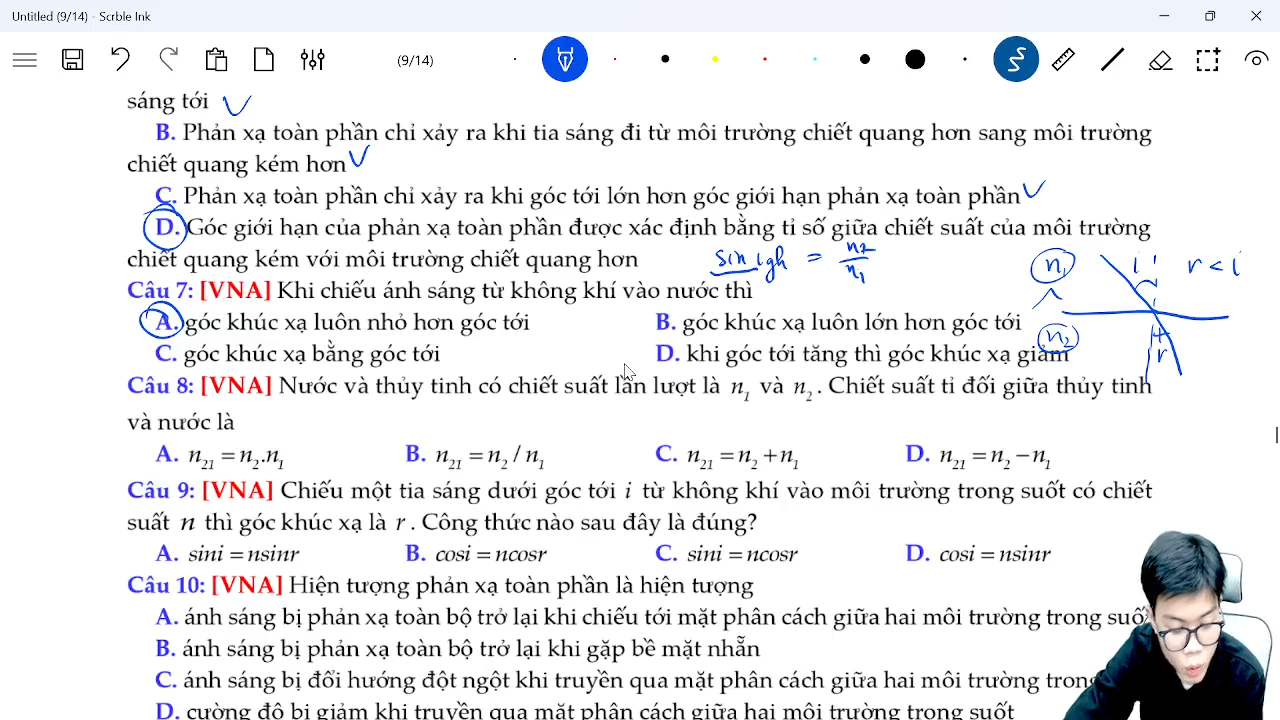 Untitled (9/14) - Scrble Ink
(9/14)
sáng tới
B. Phản xạ toàn phần chỉ xảy ra khi tia sáng đi từ môi trường chiết quang hơn sang môi trường
chiết quang kém hơn
C. Phản xạ toàn phần chỉ xảy ra khi góc tới lớn hơn góc giới hạn phản xạ toàn phần
D. Góc giới hạn của phản xạ toàn phần được xác định bằng tỉ số giữa chiết suất của môi trường
chiết quang kém với môi trường chiết quang hơn
sin igh = n₂/n₁
n₁ i i' r < i
Câu 7: [VNA] Khi chiếu ánh sáng từ không khí vào nước thì
A. góc khúc xạ luôn nhỏ hơn góc tới B. góc khúc xạ luôn lớn hơn góc tới
n₂ r
C. góc khúc xạ bằng góc tới D. khi góc tới tăng thì góc khúc xạ giảm
Câu 8: [VNA] Nước và thủy tinh có chiết suất lần lượt là n₁ và n₂. Chiết suất tỉ đối giữa thủy tinh
và nước là
A. n₂₁ = n₂.n₁ B. n₂₁ = n₂ / n₁ C. n₂₁ = n₂ + n₁ D. n₂₁ = n₂ − n₁
Câu 9: [VNA] Chiếu một tia sáng dưới góc tới i từ không khí vào môi trường trong suốt có chiết
suất n thì góc khúc xạ là r. Công thức nào sau đây là đúng?
A. sini = nsinr B. cosi = ncosr C. sini = ncosr D. cosi = nsinr
Câu 10: [VNA] Hiện tượng phản xạ toàn phần là hiện tượng
A. ánh sáng bị phản xạ toàn bộ trở lại khi chiếu tới mặt phân cách giữa hai môi trường trong suố
B. ánh sáng bị phản xạ toàn bộ trở lại khi gặp bề mặt nhẵn
C. ánh sáng bị đổi hướng đột ngột khi truyền qua mặt phân cách giữa hai môi trường tron
D. cường độ bị giảm khi truyền qua mặt phân cách giữa hai môi trường trong suốt